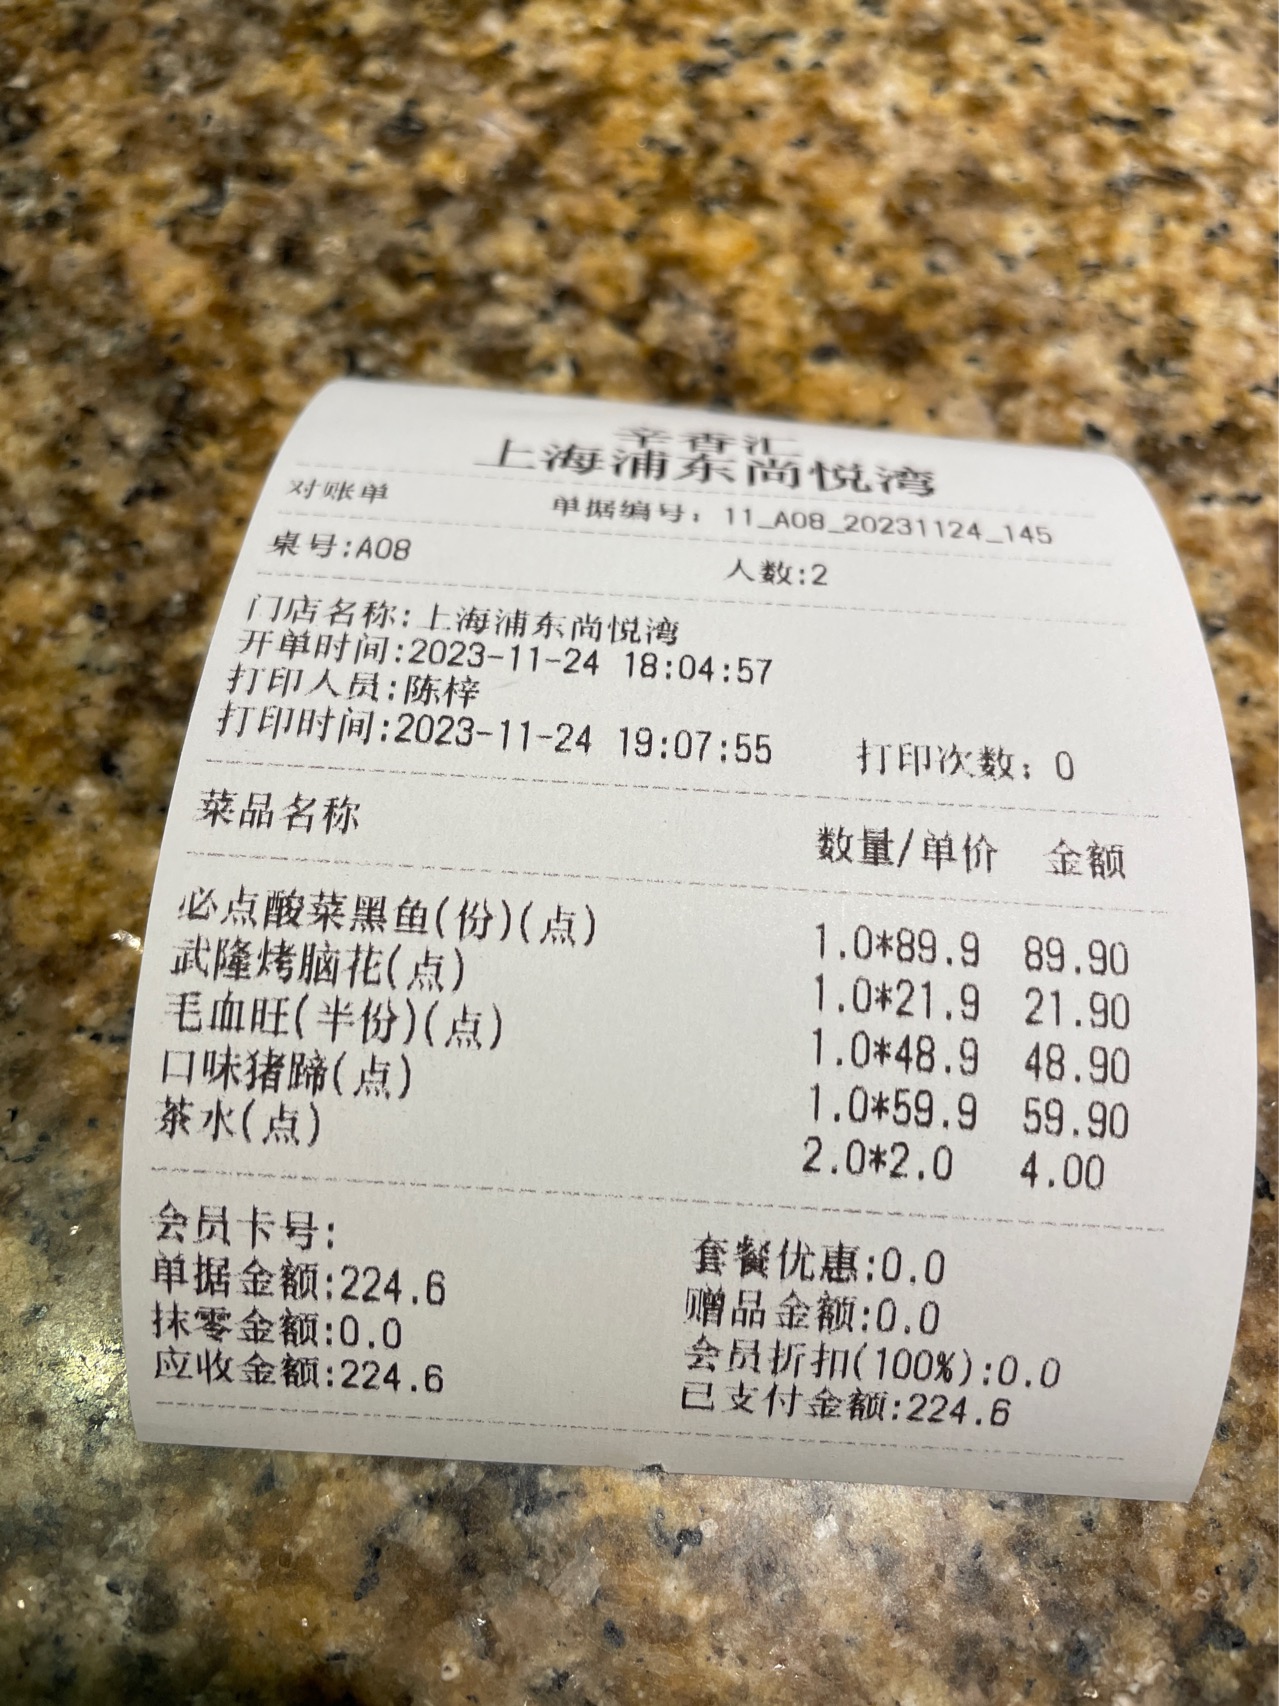 辛香汇
上海浦东尚悦湾
对账单 单据编号：11_A08_20231124_145
桌号:A08 人数:2
门店名称:上海浦东尚悦湾
开单时间:2023-11-24 18:04:57
打印人员:陈梓
打印时间:2023-11-24 19:07:55 打印次数：0
菜品名称 数量/单价 金额
必点酸菜黑鱼(份)(点) 1.0*89.9 89.90
武隆烤脑花(点) 1.0*21.9 21.90
毛血旺(半份)(点) 1.0*48.9 48.90
口味猪蹄(点) 1.0*59.9 59.90
茶水(点) 2.0*2.0 4.00
会员卡号: 套餐优惠:0.0
单据金额:224.6 赠品金额:0.0
抹零金额:0.0 会员折扣(100%):0.0
应收金额:224.6 已支付金额:224.6